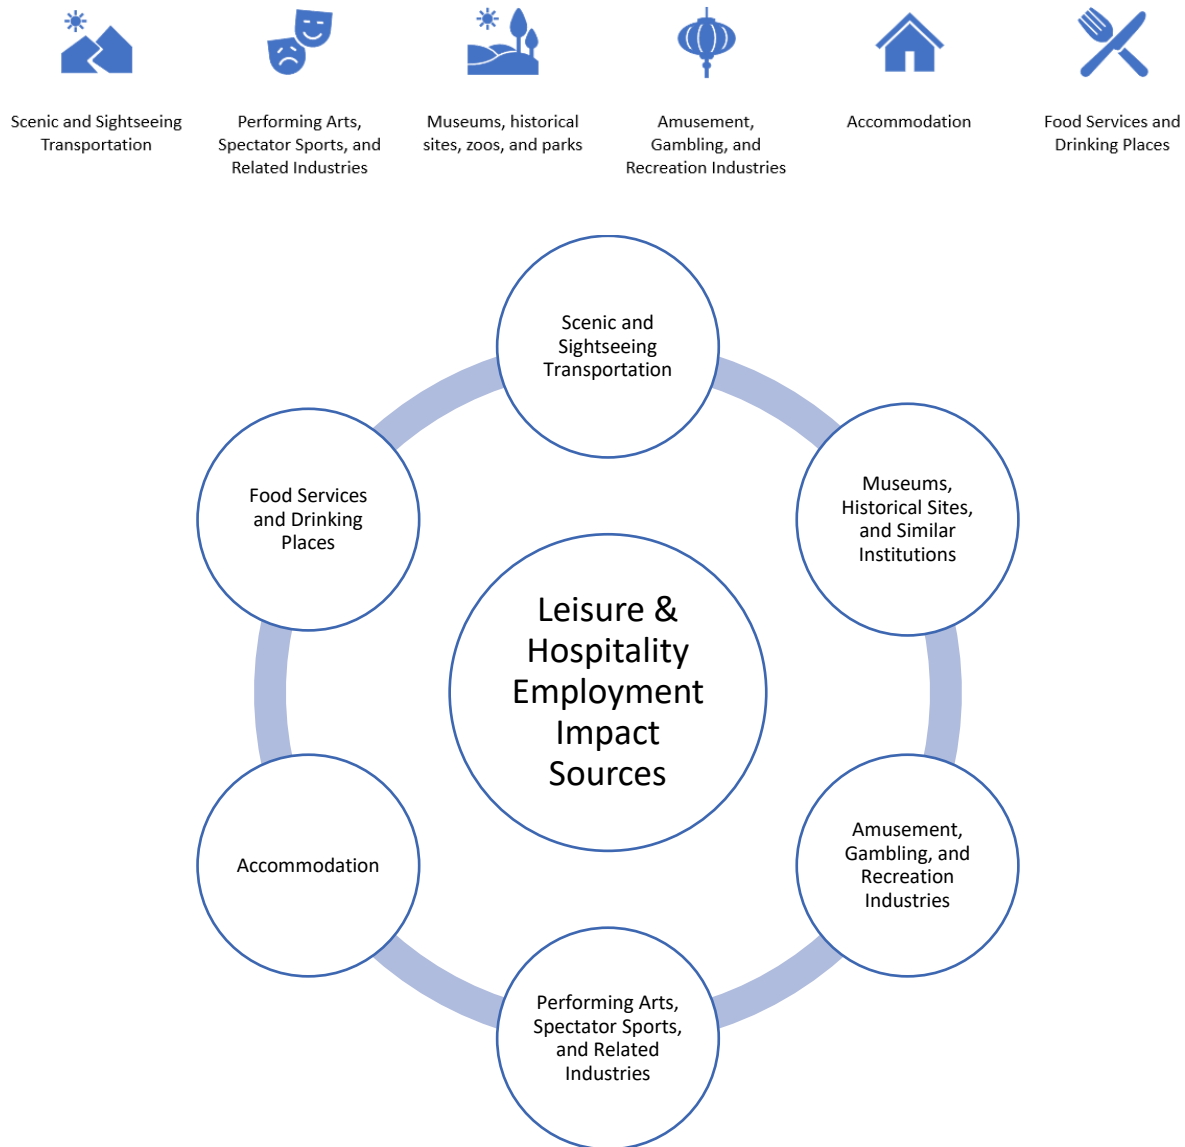 Scenic and Sightseeing
Transportation
Performing Arts,
Spectator Sports, and
Related Industries
Museums, historical
sites, zoos, and parks
Amusement,
Gambling, and
Recreation Industries
Accommodation
Food Services and
Drinking Places
Scenic and
Sightseeing
Transportation
Museums,
Historical Sites,
and Similar
Institutions
Amusement,
Gambling, and
Recreation
Industries
Performing Arts,
Spectator Sports,
and Related
Industries
Accommodation
Food Services
and Drinking
Places
Leisure &
Hospitality
Employment
Impact
Sources